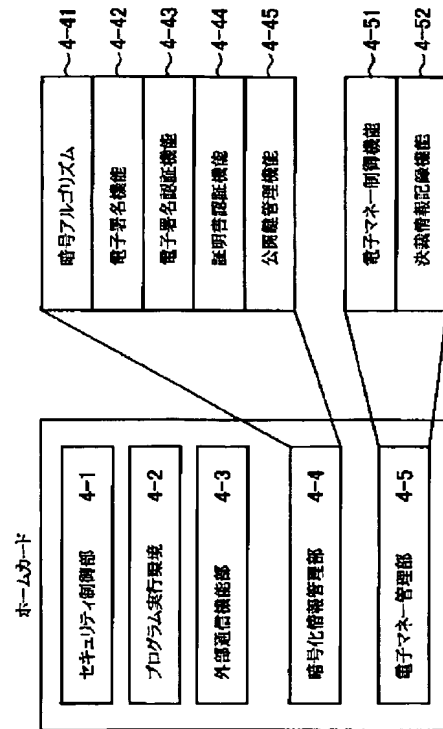 ホームカード
セキュリティ制御部 4-1
プログラム実行環境 4-2
外部通信機能部 4-3
暗号化情報管理部 4-4
電子マネー管理部 4-5
暗号アルゴリズム 4-41
電子署名機能 4-42
電子署名認証機能 4-43
証明書認証機能 4-44
公開鍵管理機能 4-45
電子マネー制御機能 4-51
決裁情報記録機能 4-52